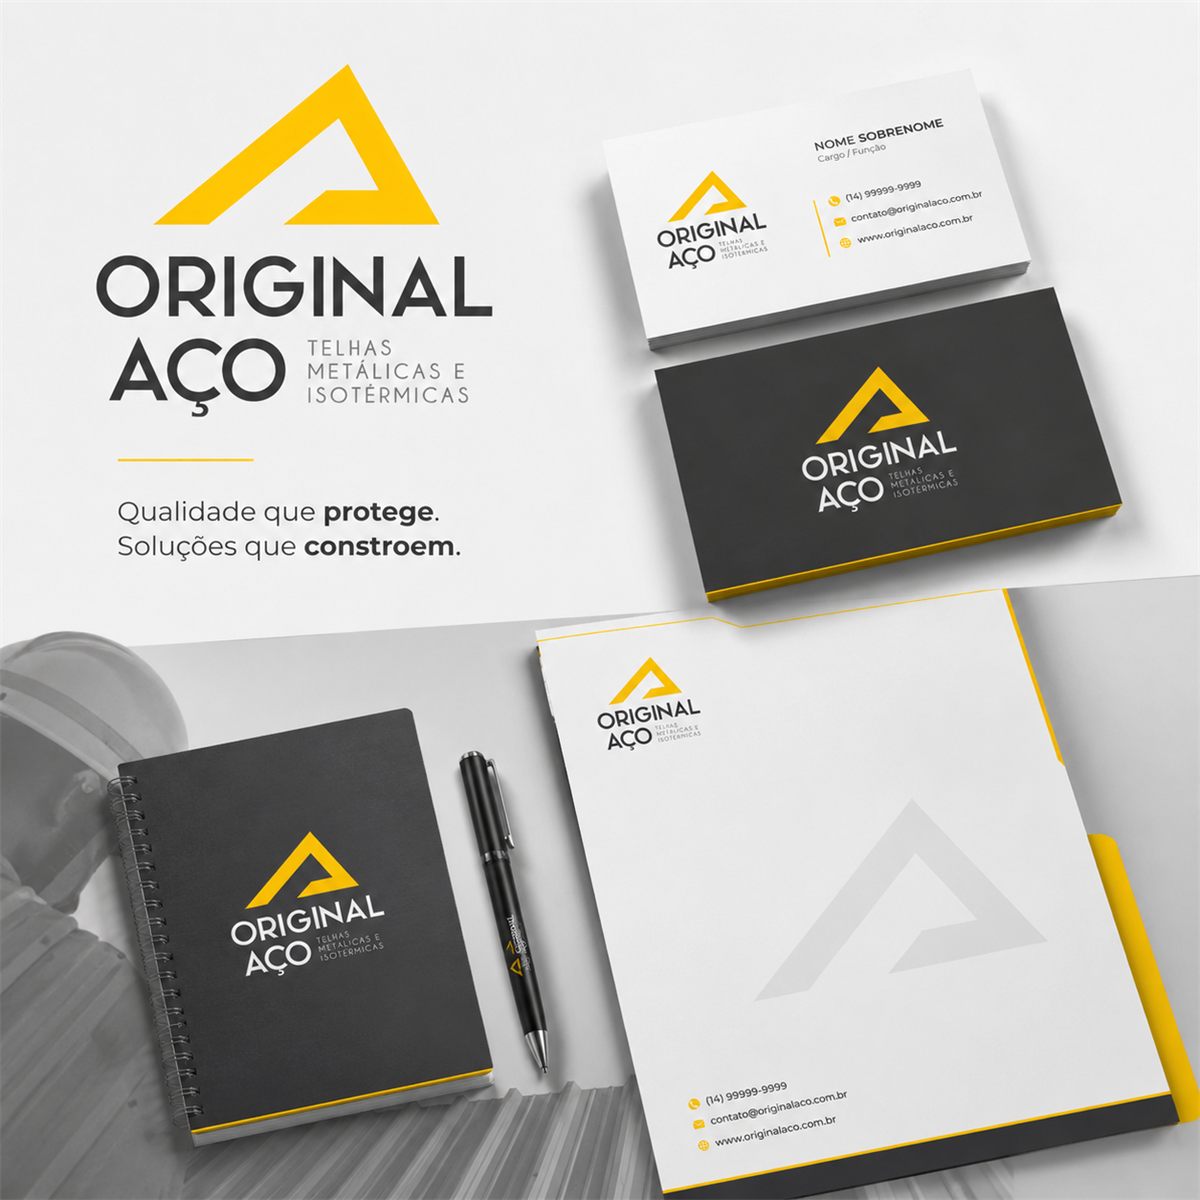 ORIGINAL
AÇO
TELHAS
METÁLICAS E
ISOTÉRMICAS
Qualidade que protege.
Soluções que constroem.
NOME SOBRENOME
Cargo / Função
(14) 99999-9999
contato@originalaco.com.br
www.originalaco.com.br
ORIGINAL
AÇO
TELHAS
METÁLICAS E
ISOTÉRMICAS
ORIGINAL
AÇO
TELHAS
METÁLICAS E
ISOTÉRMICAS
ORIGINAL
AÇO
TELHAS
METÁLICAS E
ISOTÉRMICAS
ORIGINAL
AÇO
TELHAS
METÁLICAS E
ISOTÉRMICAS
(14) 99999-9999
contato@originalaco.com.br
www.originalaco.com.br